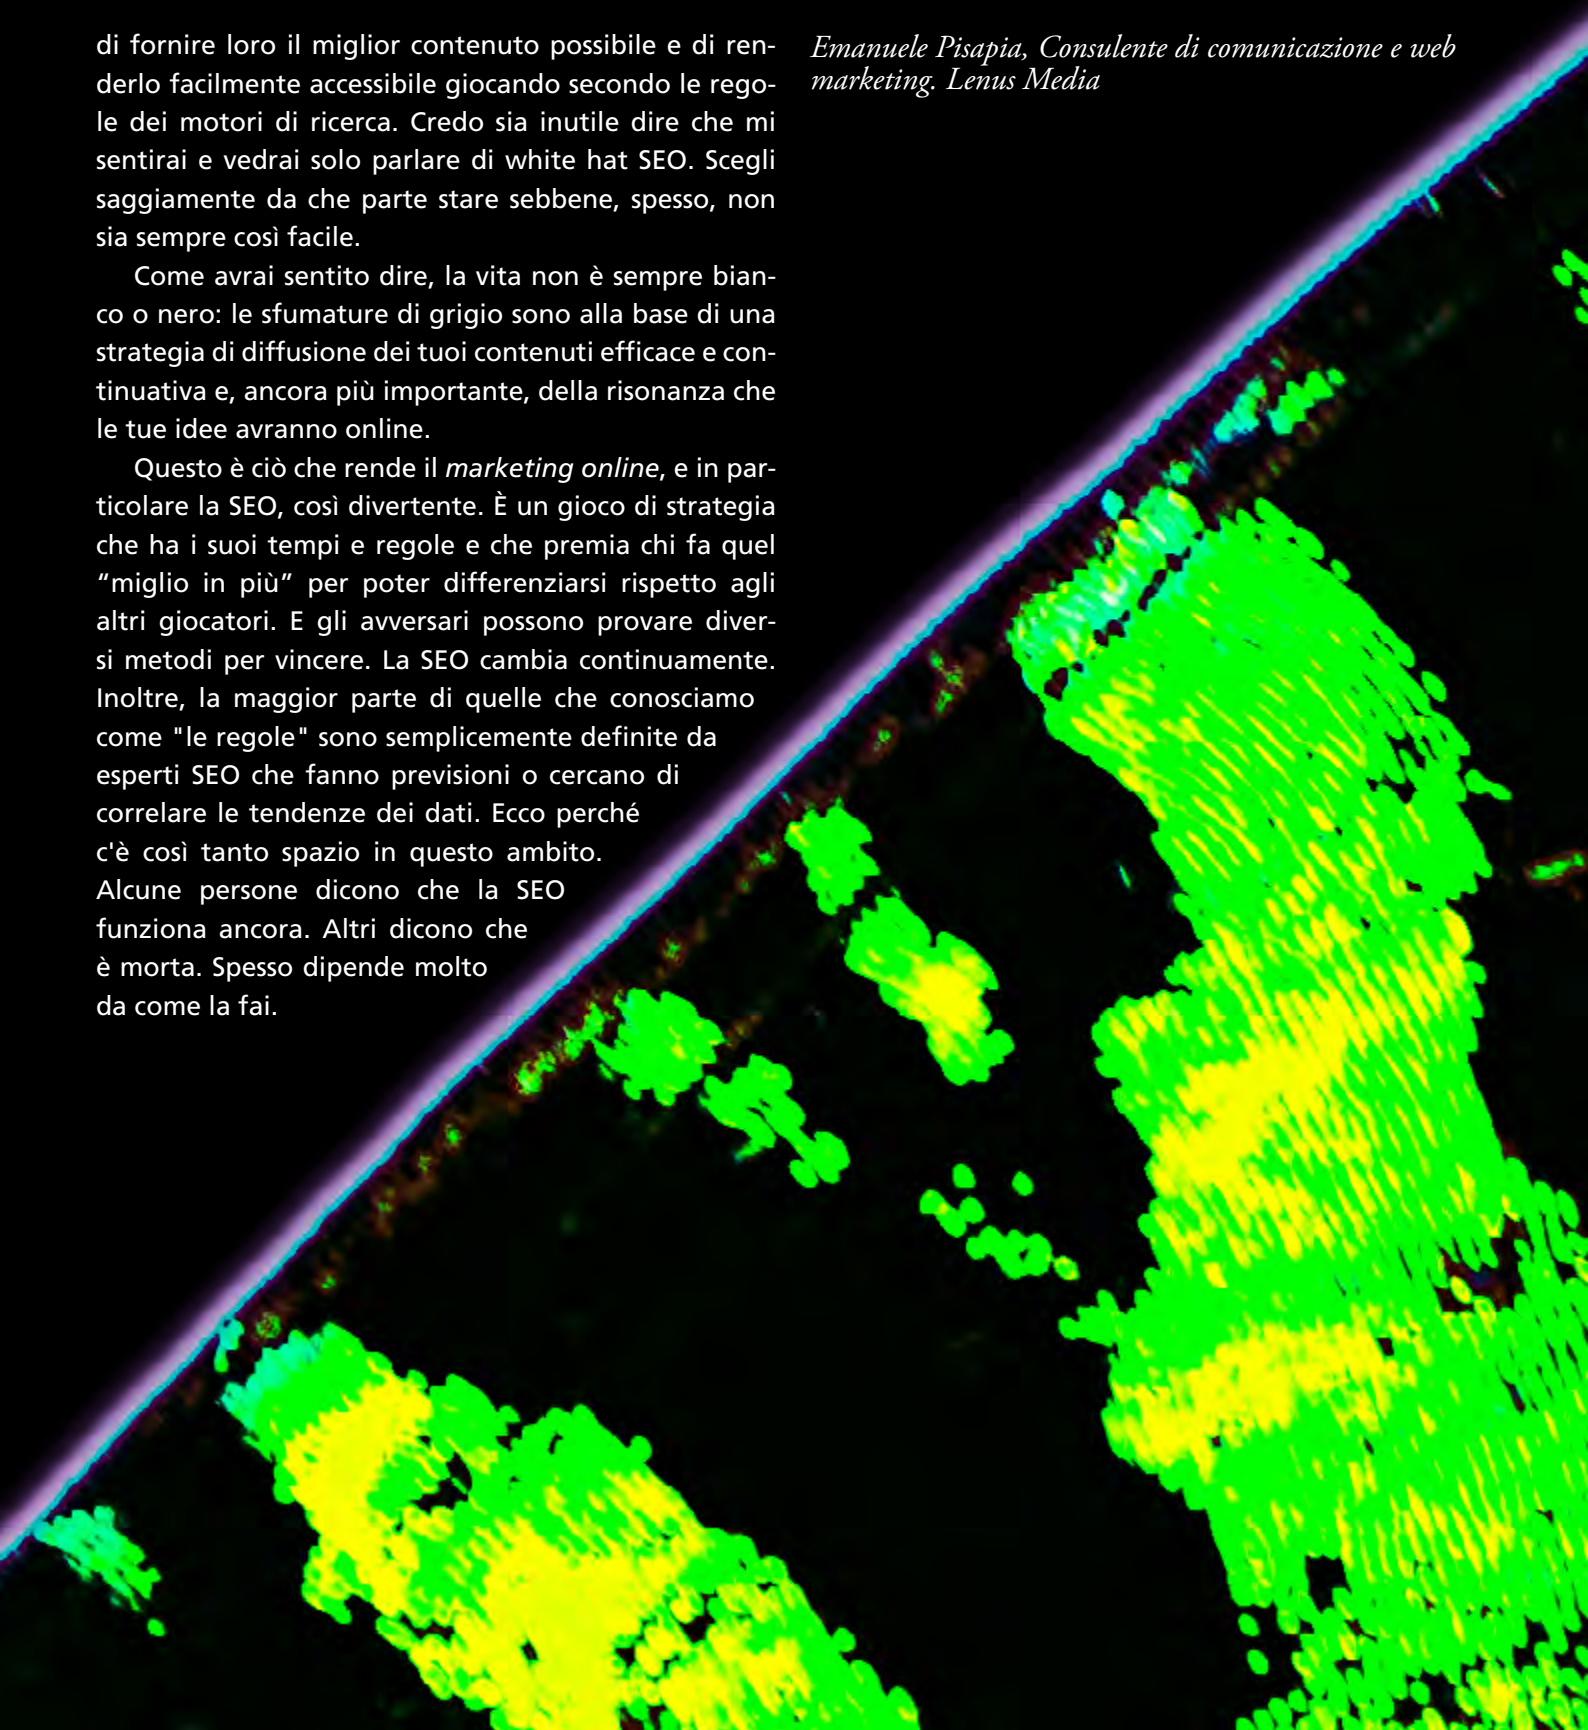 di fornire loro il miglior contenuto possibile e di ren-
derlo facilmente accessibile giocando secondo le rego-
le dei motori di ricerca. Credo sia inutile dire che mi
sentirai e vedrai solo parlare di white hat SEO. Scegli
saggiamente da che parte stare sebbene, spesso, non
sia sempre così facile.
Come avrai sentito dire, la vita non è sempre bian-
co o nero: le sfumature di grigio sono alla base di una
strategia di diffusione dei tuoi contenuti efficace e con-
tinuativa e, ancora più importante, della risonanza che
le tue idee avranno online.
Questo è ciò che rende il marketing online, e in par-
ticolare la SEO, così divertente. È un gioco di strategia
che ha i suoi tempi e regole e che premia chi fa quel
“miglio in più” per poter differenziarsi rispetto agli
altri giocatori. E gli avversari possono provare diver-
si metodi per vincere. La SEO cambia continuamente.
Inoltre, la maggior parte di quelle che conosciamo
come "le regole" sono semplicemente definite da
esperti SEO che fanno previsioni o cercano di
correlare le tendenze dei dati. Ecco perché
c'è così tanto spazio in questo ambito.
Alcune persone dicono che la SEO
funziona ancora. Altri dicono che
è morta. Spesso dipende molto
da come la fai.
Emanuele Pisapia, Consulente di comunicazione e web
marketing. Lenus Media